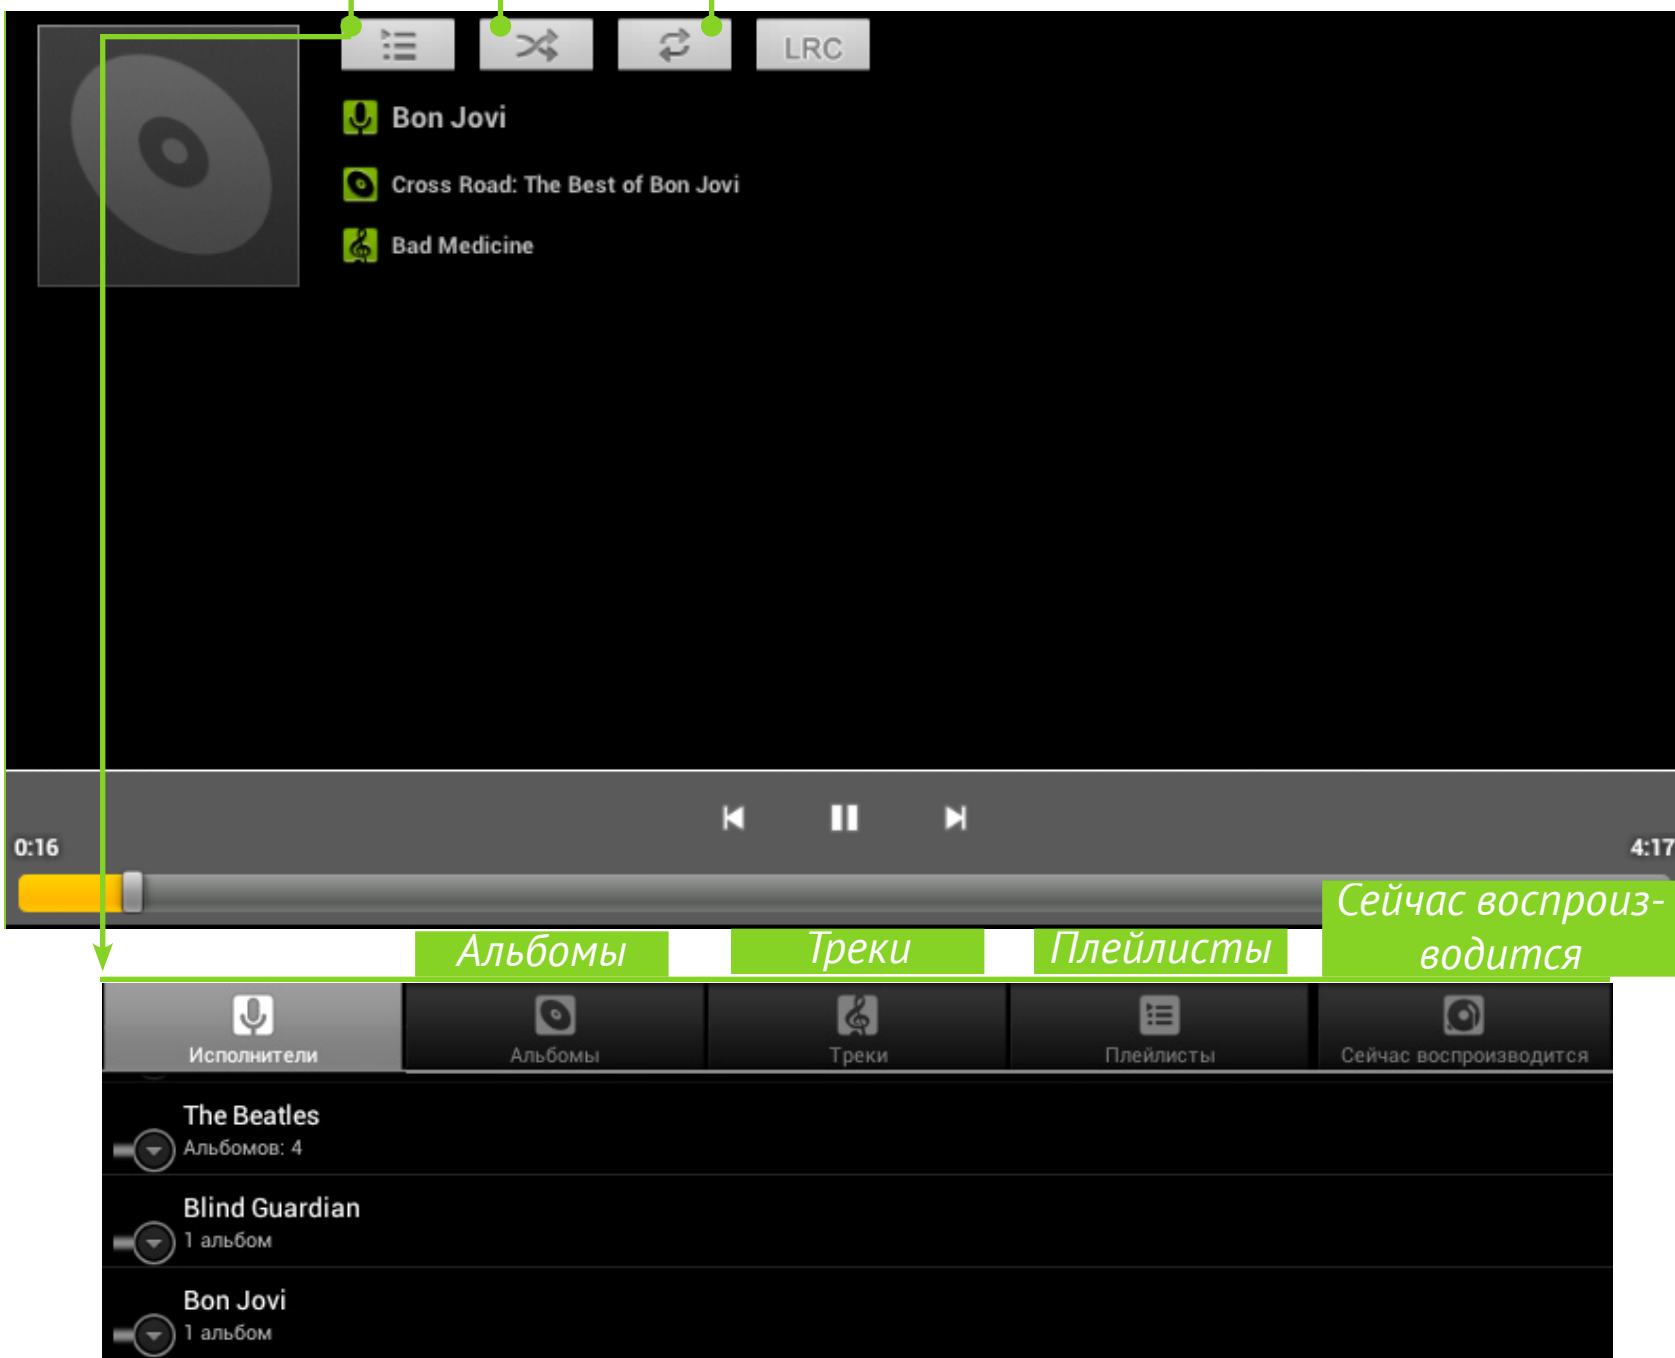 LRC
Bon Jovi
Cross Road: The Best of Bon Jovi
Bad Medicine
0:16
4:17
Альбомы
Треки
Плейлисты
Сейчас воспроиз-
водится
Исполнители
Альбомы
Треки
Плейлисты
Сейчас воспроизводится
The Beatles
Альбомов: 4
Blind Guardian
1 альбом
Bon Jovi
1 альбом